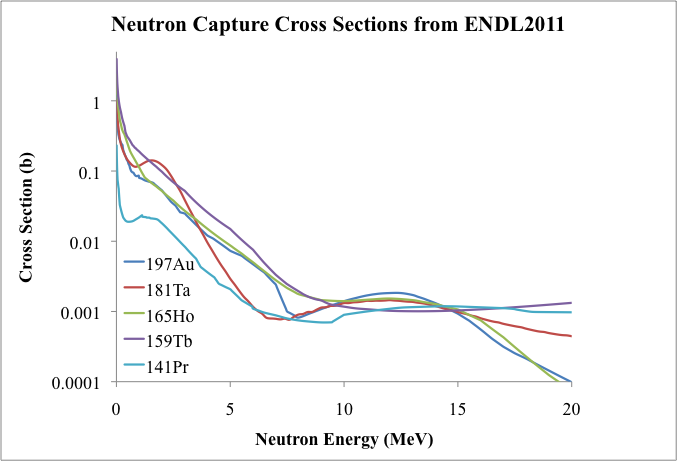 Neutron Capture Cross Sections from ENDL2011
Cross Section (b)
1
0.1
0.01
0.001
0.0001
197Au
181Ta
165Ho
159Tb
141Pr
0 5 10 15 20
Neutron Energy (MeV)